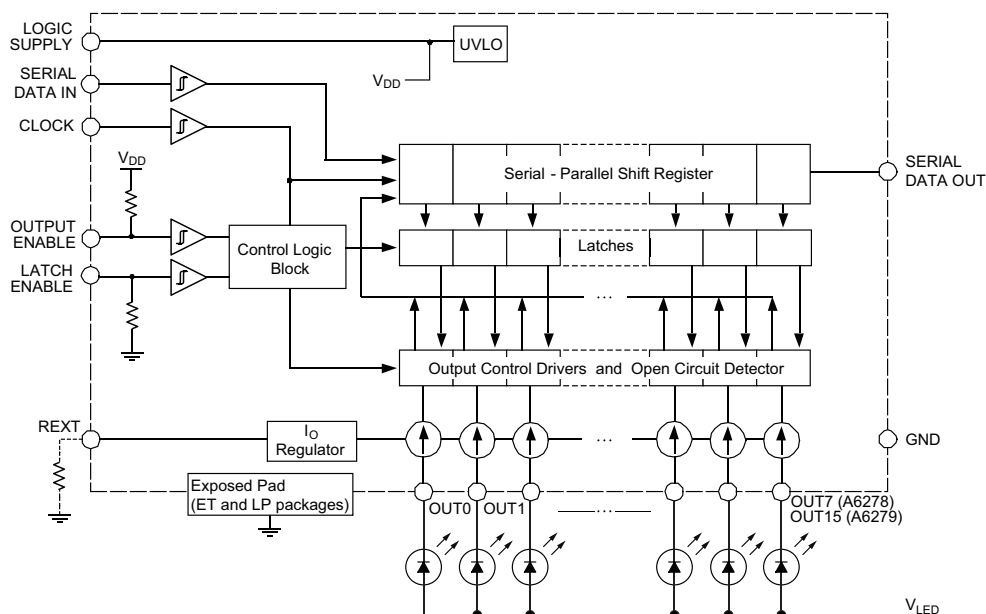 LOGIC
SUPPLY
UVLO
VDD
SERIAL
DATA IN
CLOCK
VDD
Serial - Parallel Shift Register
SERIAL
DATA OUT
OUTPUT
ENABLE
Control Logic
Block
Latches
LATCH
ENABLE
...
Output Control Drivers and Open Circuit Detector
REXT
IO
Regulator
...
GND
Exposed Pad
(ET and LP packages)
OUT0 OUT1
...
OUT7 (A6278)
OUT15 (A6279)
VLED